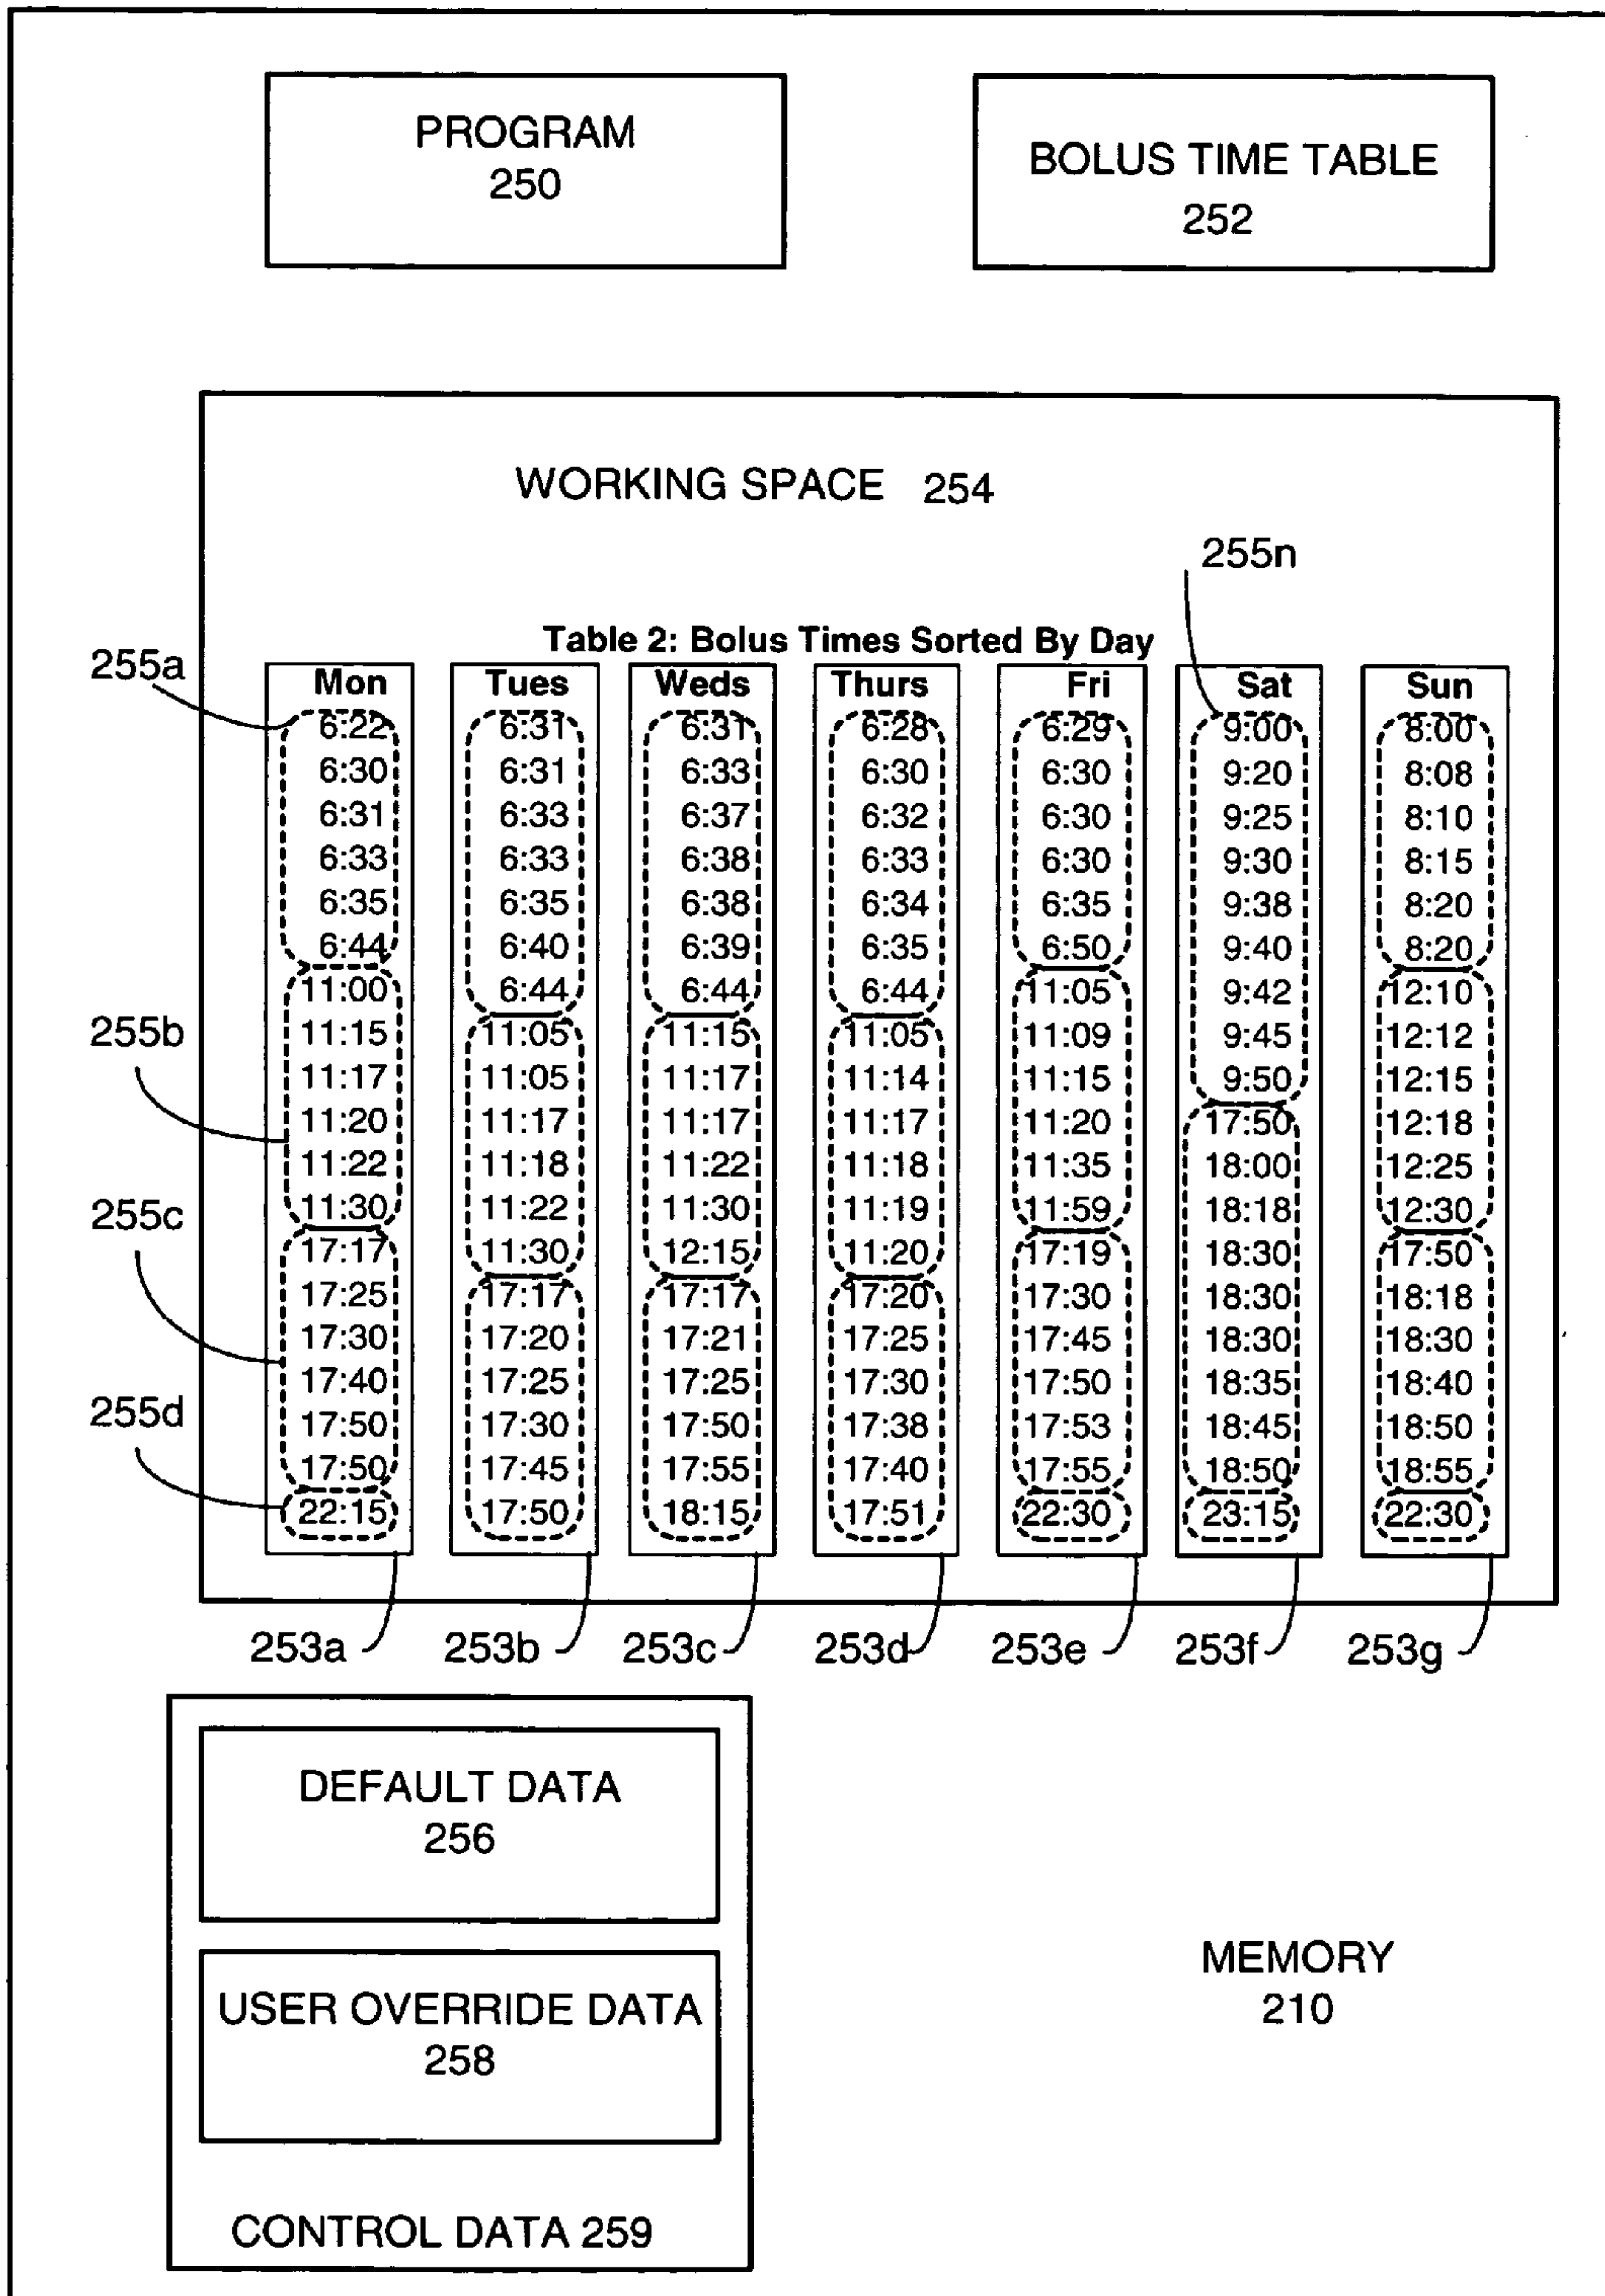 PROGRAM
250
BOLUS TIME TABLE
252
WORKING SPACE 254
255n
Table 2: Bolus Times Sorted By Day
255a
255b
255c
255d
Mon Tues Weds Thurs Fri Sat Sun
6:22 6:31 6:31 6:28 6:29 9:00 8:00
6:30 6:31 6:33 6:30 6:30 9:20 8:08
6:31 6:33 6:37 6:32 6:30 9:25 8:10
6:33 6:33 6:38 6:33 6:30 9:30 8:15
6:35 6:35 6:38 6:34 6:35 9:38 8:20
6:44 6:40 6:39 6:35 6:50 9:40 8:20
11:00 6:44 6:44 6:44 11:05 9:42 12:10
11:15 11:05 11:15 11:05 11:09 9:45 12:12
11:17 11:05 11:17 11:14 11:15 9:50 12:15
11:20 11:17 11:17 11:17 11:20 17:50 12:18
11:22 11:18 11:22 11:18 11:35 18:00 12:25
11:30 11:22 11:30 11:19 11:59 18:18 12:30
17:17 11:30 12:15 11:20 17:19 18:30 17:50
17:25 17:17 17:17 17:20 17:30 18:30 18:18
17:30 17:20 17:21 17:25 17:45 18:30 18:30
17:40 17:25 17:25 17:30 17:50 18:35 18:40
17:50 17:30 17:50 17:38 17:53 18:45 18:50
17:50 17:45 17:55 17:40 17:55 18:50 18:55
22:15 17:50 18:15 17:51 22:30 23:15 22:30
253a 253b 253c 253d 253e 253f 253g
DEFAULT DATA
256
USER OVERRIDE DATA
258
CONTROL DATA 259
MEMORY
210